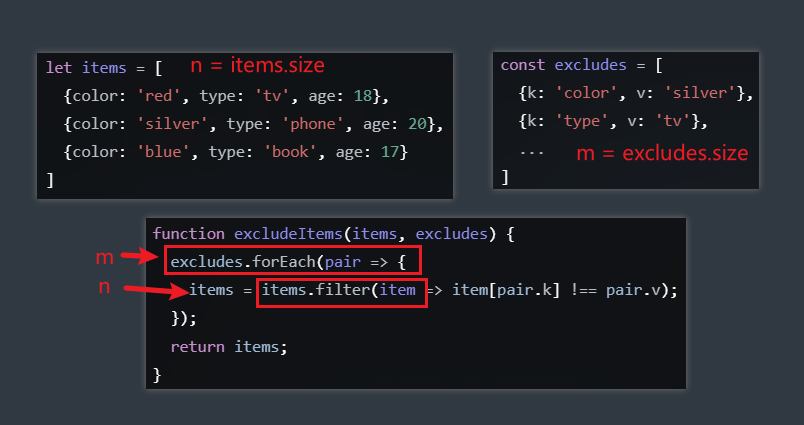 let items = [ n = items.size
{color: 'red', type: 'tv', age: 18},
{color: 'silver', type: 'phone', age: 20},
{color: 'blue', type: 'book', age: 17}
]
const excludes = [
{k: 'color', v: 'silver'},
{k: 'type', v: 'tv'},
... m = excludes.size
]
function excludeItems(items, excludes) {
m excludes.forEach(pair => {
n items = items.filter(item => item[pair.k] !== pair.v);
});
return items;
}